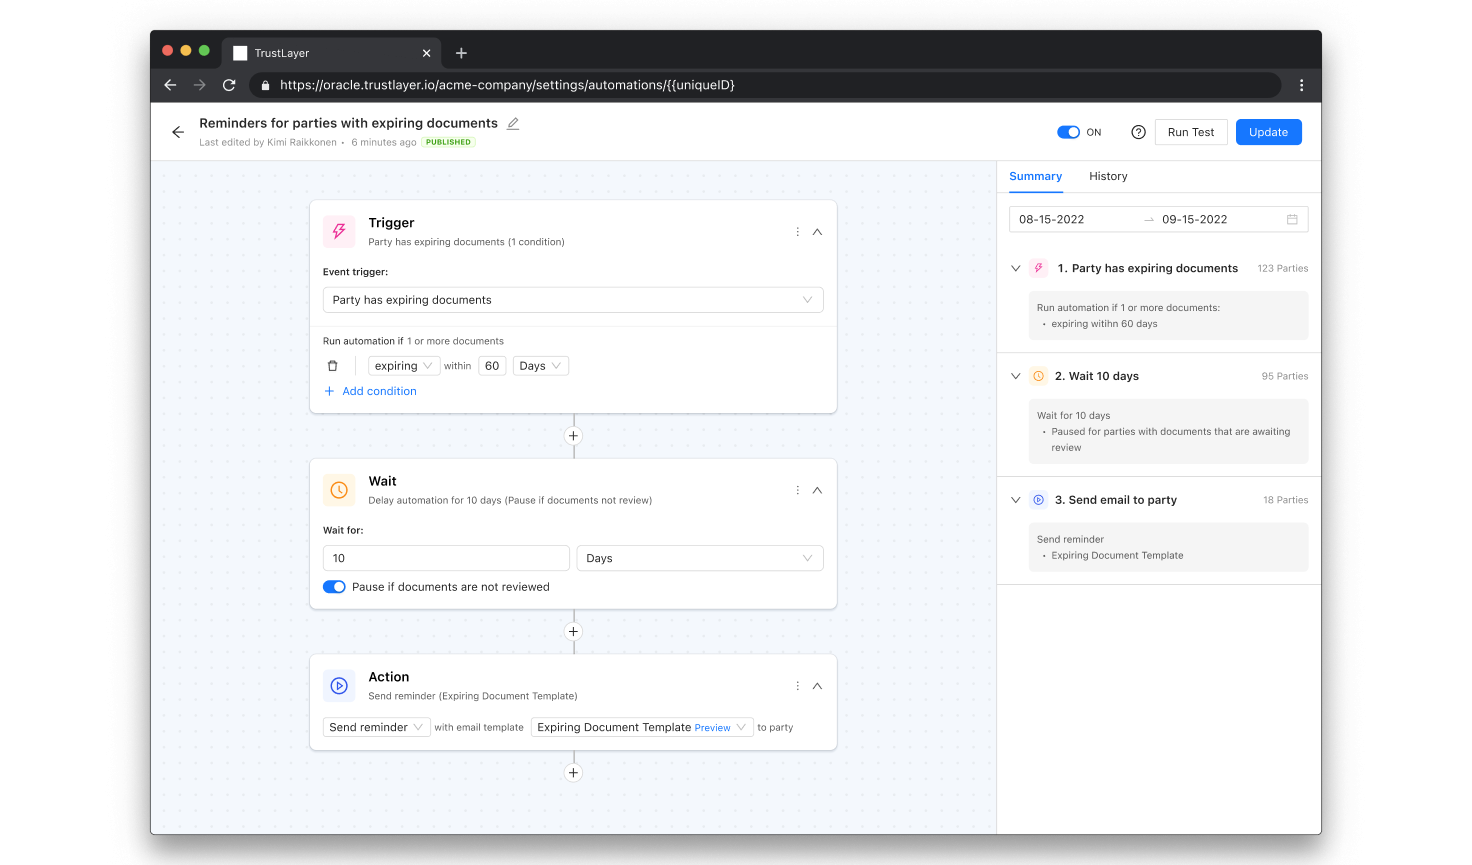 TrustLayer
https://oracle.trustlayer.io/acme-company/settings/automations/{{uniqueID}
Reminders for parties with expiring documents
Last edited by Kimi Raikkonen • 6 minutes ago PUBLISHED
ON
Run Test
Update
Trigger
Party has expiring documents (1 condition)
Event trigger:
Party has expiring documents
Run automation if 1 or more documents
expiring within 60 Days
+ Add condition
Wait
Delay automation for 10 days (Pause if documents not review)
Wait for:
10 Days
Pause if documents are not reviewed
Action
Send reminder (Expiring Document Template)
Send reminder with email template Expiring Document Template Preview to party
Summary History
08-15-2022 → 09-15-2022
1. Party has expiring documents 123 Parties
Run automation if 1 or more documents:
• expiring witihn 60 days
2. Wait 10 days 95 Parties
Wait for 10 days
• Paused for parties with documents that are awaiting
review
3. Send email to party 18 Parties
Send reminder
• Expiring Document Template